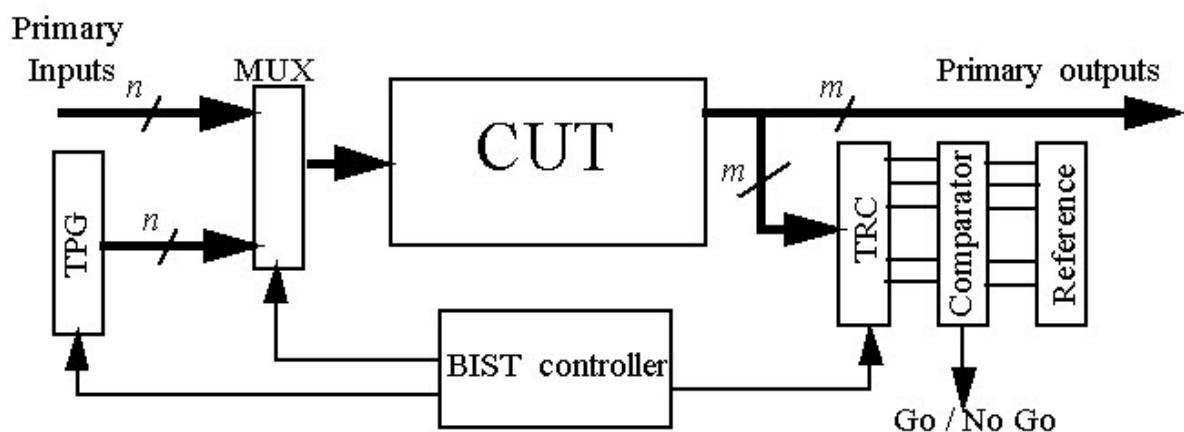 Primary
Inputs
MUX
n
CUT
m
Primary outputs
TPG
n
m
TRC
Comparator
Reference
BIST controller
Go / No Go